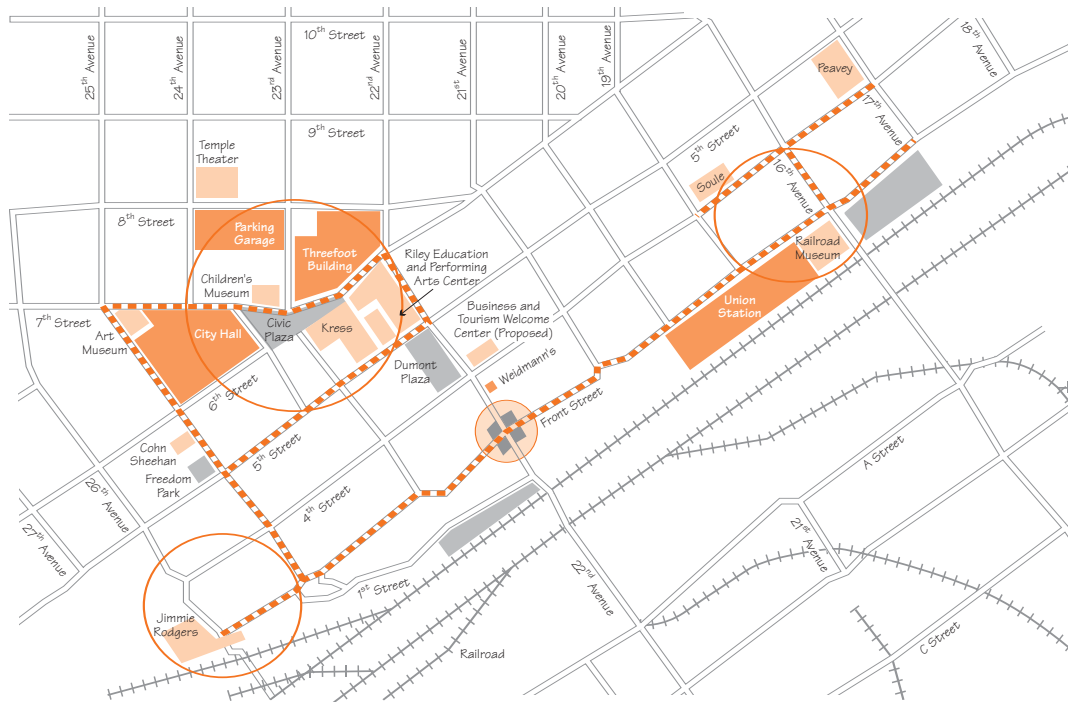 10th Street
25th Avenue
24th Avenue
23rd Avenue
22nd Avenue
21st Avenue
20th Avenue
19th Avenue
18th Avenue
Peavey
17th Avenue
9th Street
5th Street
Temple
Theater
16th Avenue
Soule
8th Street
Parking
Garage
Threefoot
Building
Riley Education
and Performing
Arts Center
Railroad
Museum
Children's
Museum
Business and
Tourism Welcome
Center (Proposed)
Union
Station
7th Street
Art
Museum
City Hall
Civic
Plaza
Kress
Dumont
Plaza
Weidmann's
6th Street
Front Street
5th Street
Cohn
Sheehan
Freedom
Park
A Street
26th Avenue
4th Street
27th Avenue
21st Avenue
1st Street
22nd Avenue
Jimmie
Rodgers
Railroad
C Street